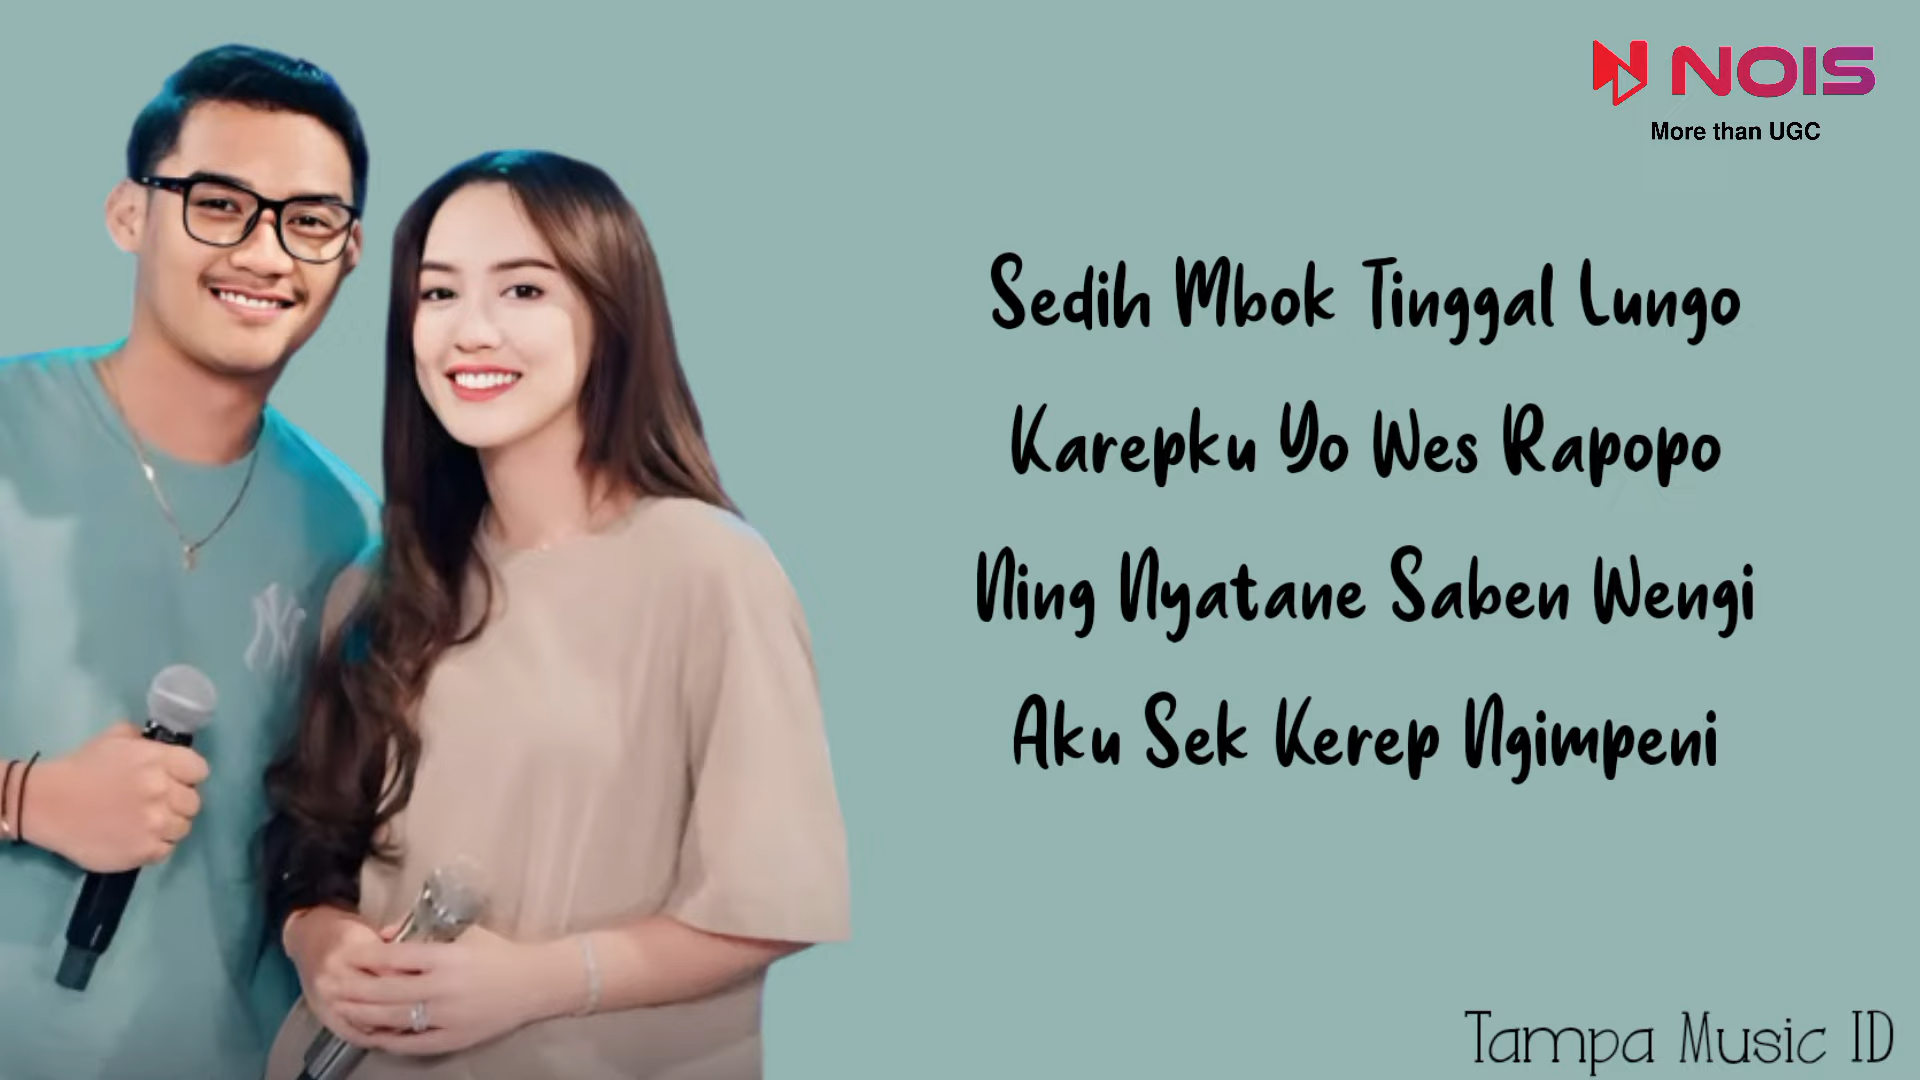 NOIS
More than UGC
Sedih Mbok Tinggal Lungo
Karepku Yo Wes Rapopo
Ning Nyatane Saben Wengi
Aku Sek Kerep Ngimpeni
NY
Tampa Music ID